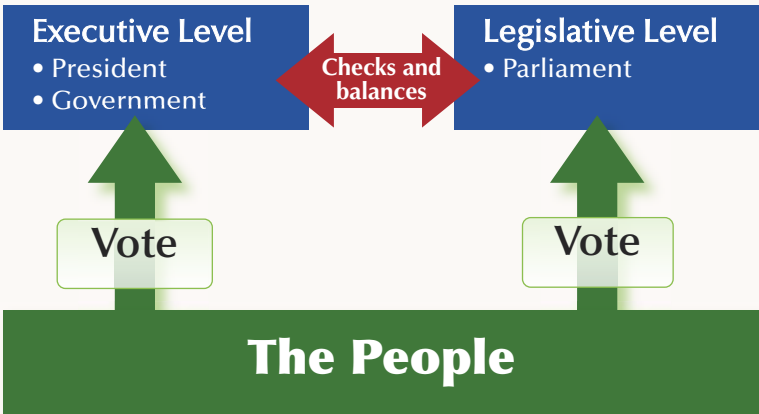 Executive Level
• President
• Government
Checks and
balances
Legislative Level
• Parliament
Vote
Vote
The People